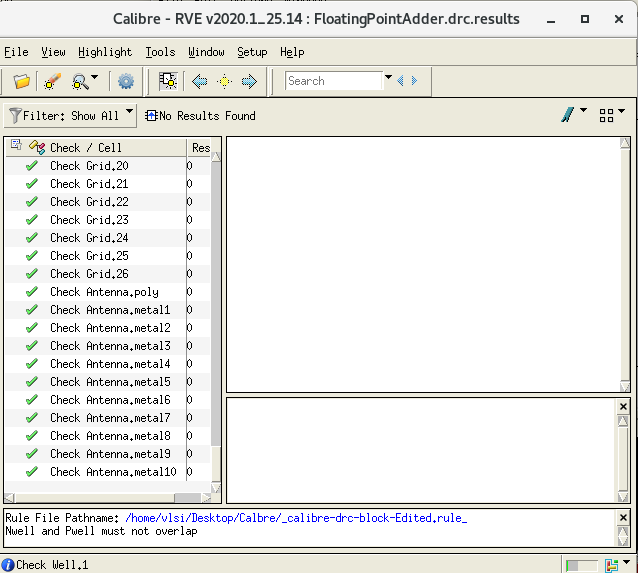 Calibre - RVE v2020.1_25.14 : FloatingPointAdder.drc.results
File View Highlight Tools Window Setup Help
Search
Filter: Show All
No Results Found
Check / Cell Res
Check Grid.20 0
Check Grid.21 0
Check Grid.22 0
Check Grid.23 0
Check Grid.24 0
Check Grid.25 0
Check Grid.26 0
Check Antenna.poly 0
Check Antenna.metal1 0
Check Antenna.metal2 0
Check Antenna.metal3 0
Check Antenna.metal4 0
Check Antenna.metal5 0
Check Antenna.metal6 0
Check Antenna.metal7 0
Check Antenna.metal8 0
Check Antenna.metal9 0
Check Antenna.metal10 0
Rule File Pathname: /home/vlsi/Desktop/Calbre/_calibre-drc-block-Edited.rule_
Nwell and Pwell must not overlap
Check Well.1